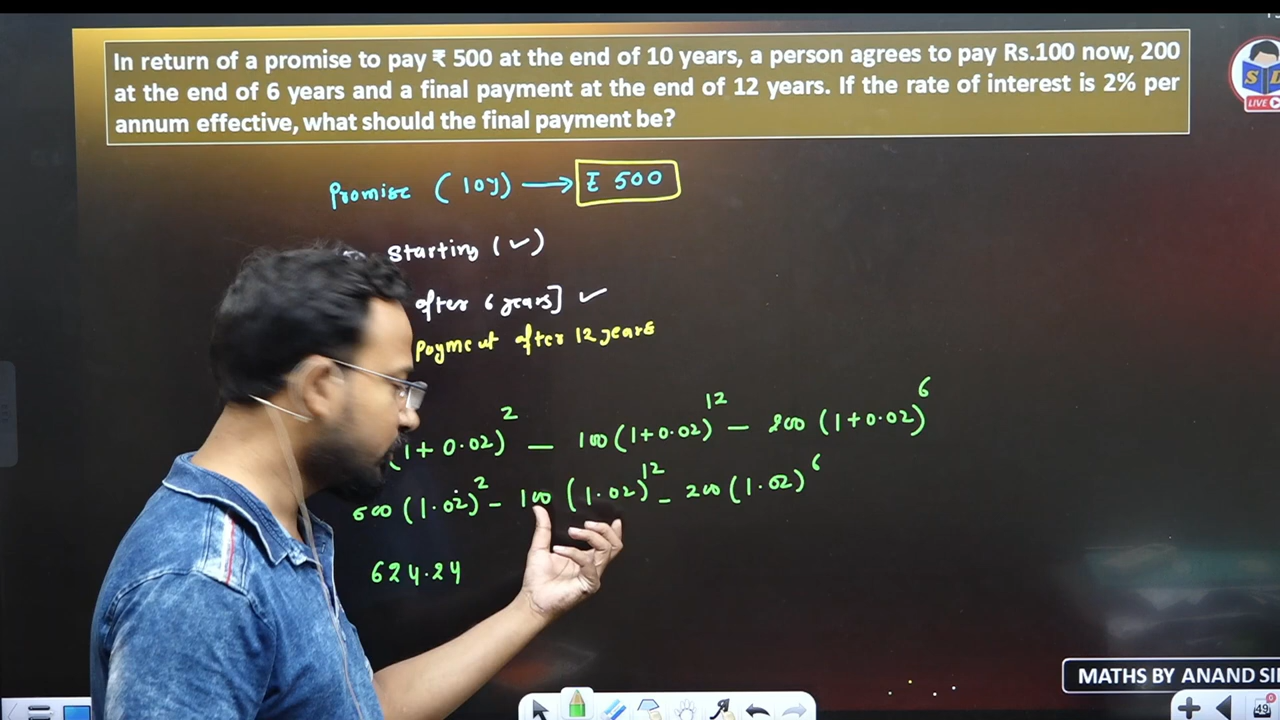 In return of a promise to pay ₹ 500 at the end of 10 years, a person agrees to pay Rs.100 now, 200
at the end of 6 years and a final payment at the end of 12 years. If the rate of interest is 2% per
annum effective, what should the final payment be?
S
LIVE
Promise (10y) → ₹ 500
Starting (✓)
after 6 years] ✓
Payment after 12 years
(1+0.02)² — 100(1+0.02)¹² — 200 (1+0.02)⁶
600 (1.02)² - 100 (1.02)¹² - 200 (1.02)⁶
624.24
MATHS BY ANAND
49